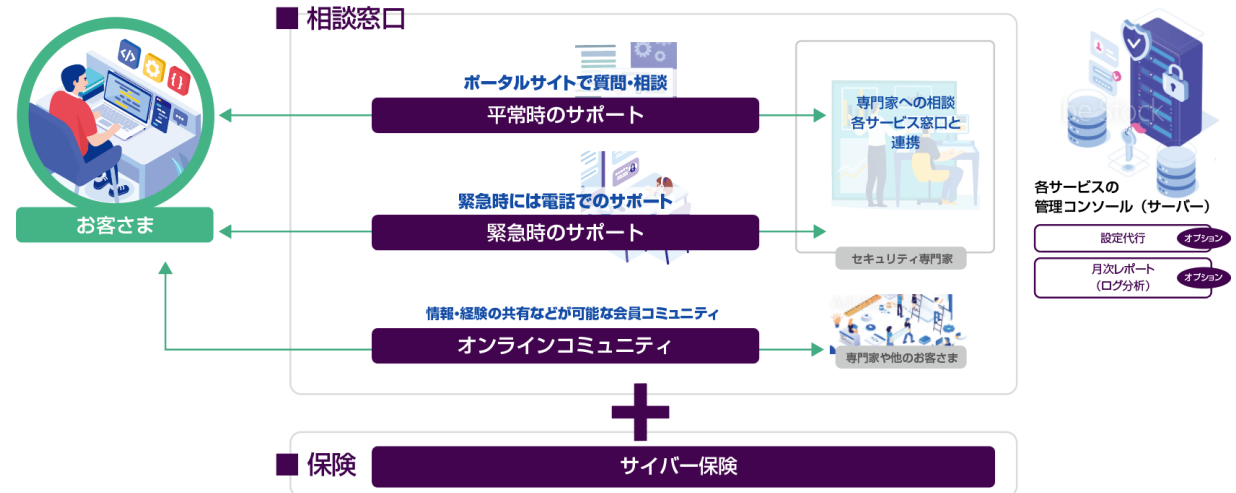 ■ 相談窓口
ポータルサイトで質問・相談
平常時のサポート
専門家への相談
各サービス窓口と
連携
緊急時には電話でのサポート
緊急時のサポート
お客さま
セキュリティ専門家
各サービスの
管理コンソール（サーバー）
設定代行
オプション
月次レポート
（ログ分析）
オプション
情報・経験の共有などが可能な会員コミュニティ
オンラインコミュニティ
専門家や他のお客さま
+
■ 保険
サイバー保険